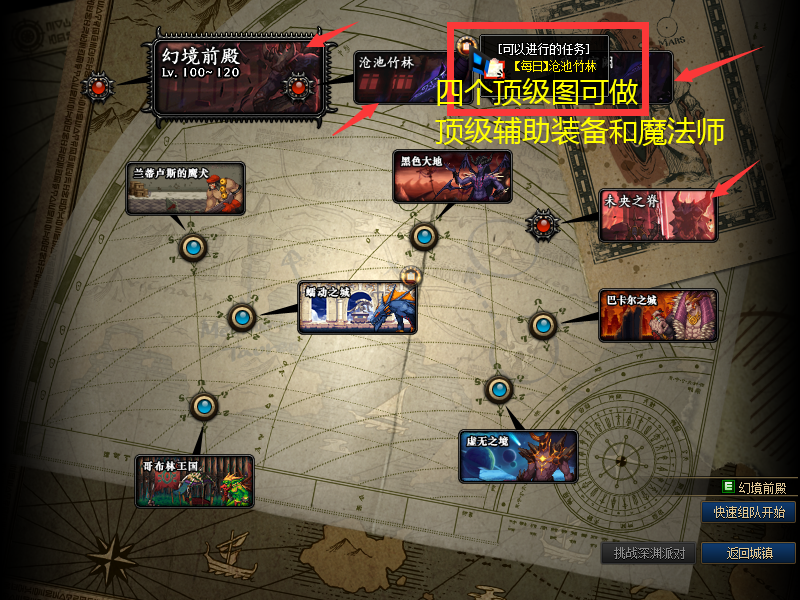 幻境前殿
Lv. 100~120
沧池竹林
[可以进行的任务]
【每日】沧池竹林
四个顶级图可做
顶级辅助装备和魔法师
MARS
兰蒂卢斯的鹰犬
黑色大地
未央之脊
蠕动之城
巴卡尔之城
哥布林王国
虚无之境
E 幻境前殿
快速组队开始
挑战深渊派对
返回城镇